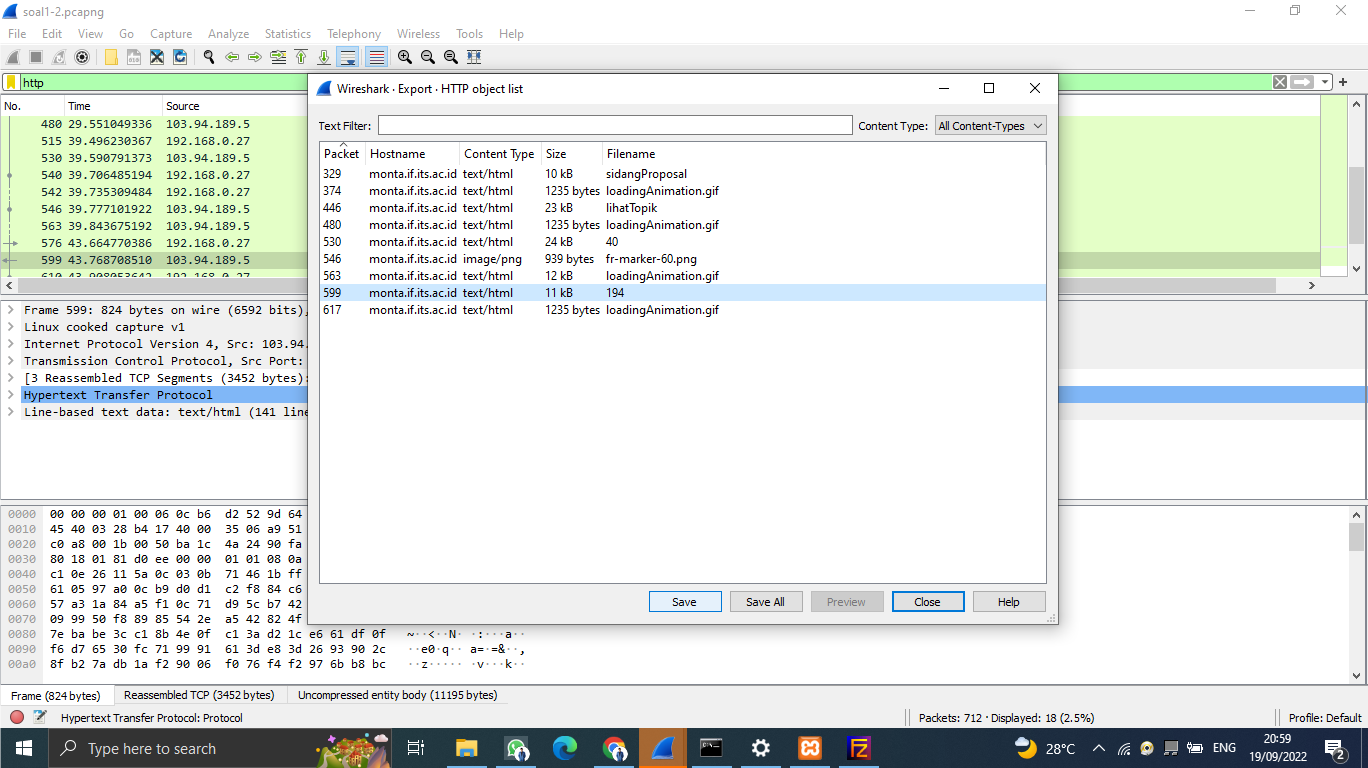 soal1-2.pcapng
File Edit View Go Capture Analyze Statistics Telephony Wireless Tools Help
http
Wireshark · Export · HTTP object list
Text Filter: Content Type: All Content-Types
Packet Hostname Content Type Size Filename
329 monta.if.its.ac.id text/html 10 kB sidangProposal
374 monta.if.its.ac.id text/html 1235 bytes loadingAnimation.gif
446 monta.if.its.ac.id text/html 23 kB lihatTopik
480 monta.if.its.ac.id text/html 1235 bytes loadingAnimation.gif
530 monta.if.its.ac.id text/html 24 kB 40
546 monta.if.its.ac.id image/png 939 bytes fr-marker-60.png
563 monta.if.its.ac.id text/html 12 kB loadingAnimation.gif
599 monta.if.its.ac.id text/html 11 kB 194
617 monta.if.its.ac.id text/html 1235 bytes loadingAnimation.gif
Save Save All Preview Close Help
No. Time Source
480 29.551049336 103.94.189.5
515 39.496230367 192.168.0.27
530 39.590791373 103.94.189.5
540 39.706485194 192.168.0.27
542 39.735309484 192.168.0.27
546 39.777101922 103.94.189.5
563 39.843675192 103.94.189.5
576 43.664770386 192.168.0.27
599 43.768708510 103.94.189.5
610 43.908053642 192.168.0.27
Frame 599: 824 bytes on wire (6592 bits),
Linux cooked capture v1
Internet Protocol Version 4, Src: 103.94.
Transmission Control Protocol, Src Port:
[3 Reassembled TCP Segments (3452 bytes):
Hypertext Transfer Protocol
Line-based text data: text/html (141 line
0000 00 00 00 01 00 06 0c b6 d2 52 9d 64
0010 45 40 03 28 b4 17 40 00 35 06 a9 51
0020 c0 a8 00 1b 00 50 ba 1c 4a 24 90 fa
0030 80 18 01 81 d0 ee 00 00 01 01 08 0a
0040 c1 0e 26 11 5a 0c 03 0b 71 46 1b ff
0050 61 05 97 a0 0c b9 d0 d1 c2 f8 84 c6
0060 57 a3 1a 84 a5 f1 0c 71 d9 5c b7 42
0070 09 99 50 f8 89 85 54 2e a5 42 82 4f
0080 7e ba be 3c c1 8b 4e 0f c1 3a d2 1c e6 61 df 0f ~··<··N· ·:···a··
0090 f6 d7 65 30 fc 71 99 91 61 3d e8 3d 26 93 90 2c ··e0·q·· a=·=&··,
00a0 8f b2 7a db 1a f2 90 06 f0 76 f4 f2 97 6b b8 bc ··z····· ·v···k··
Frame (824 bytes) Reassembled TCP (3452 bytes) Uncompressed entity body (11195 bytes)
Hypertext Transfer Protocol: Protocol Packets: 712 · Displayed: 18 (2.5%) Profile: Default
Type here to search 28°C ENG 20:59
19/09/2022 2